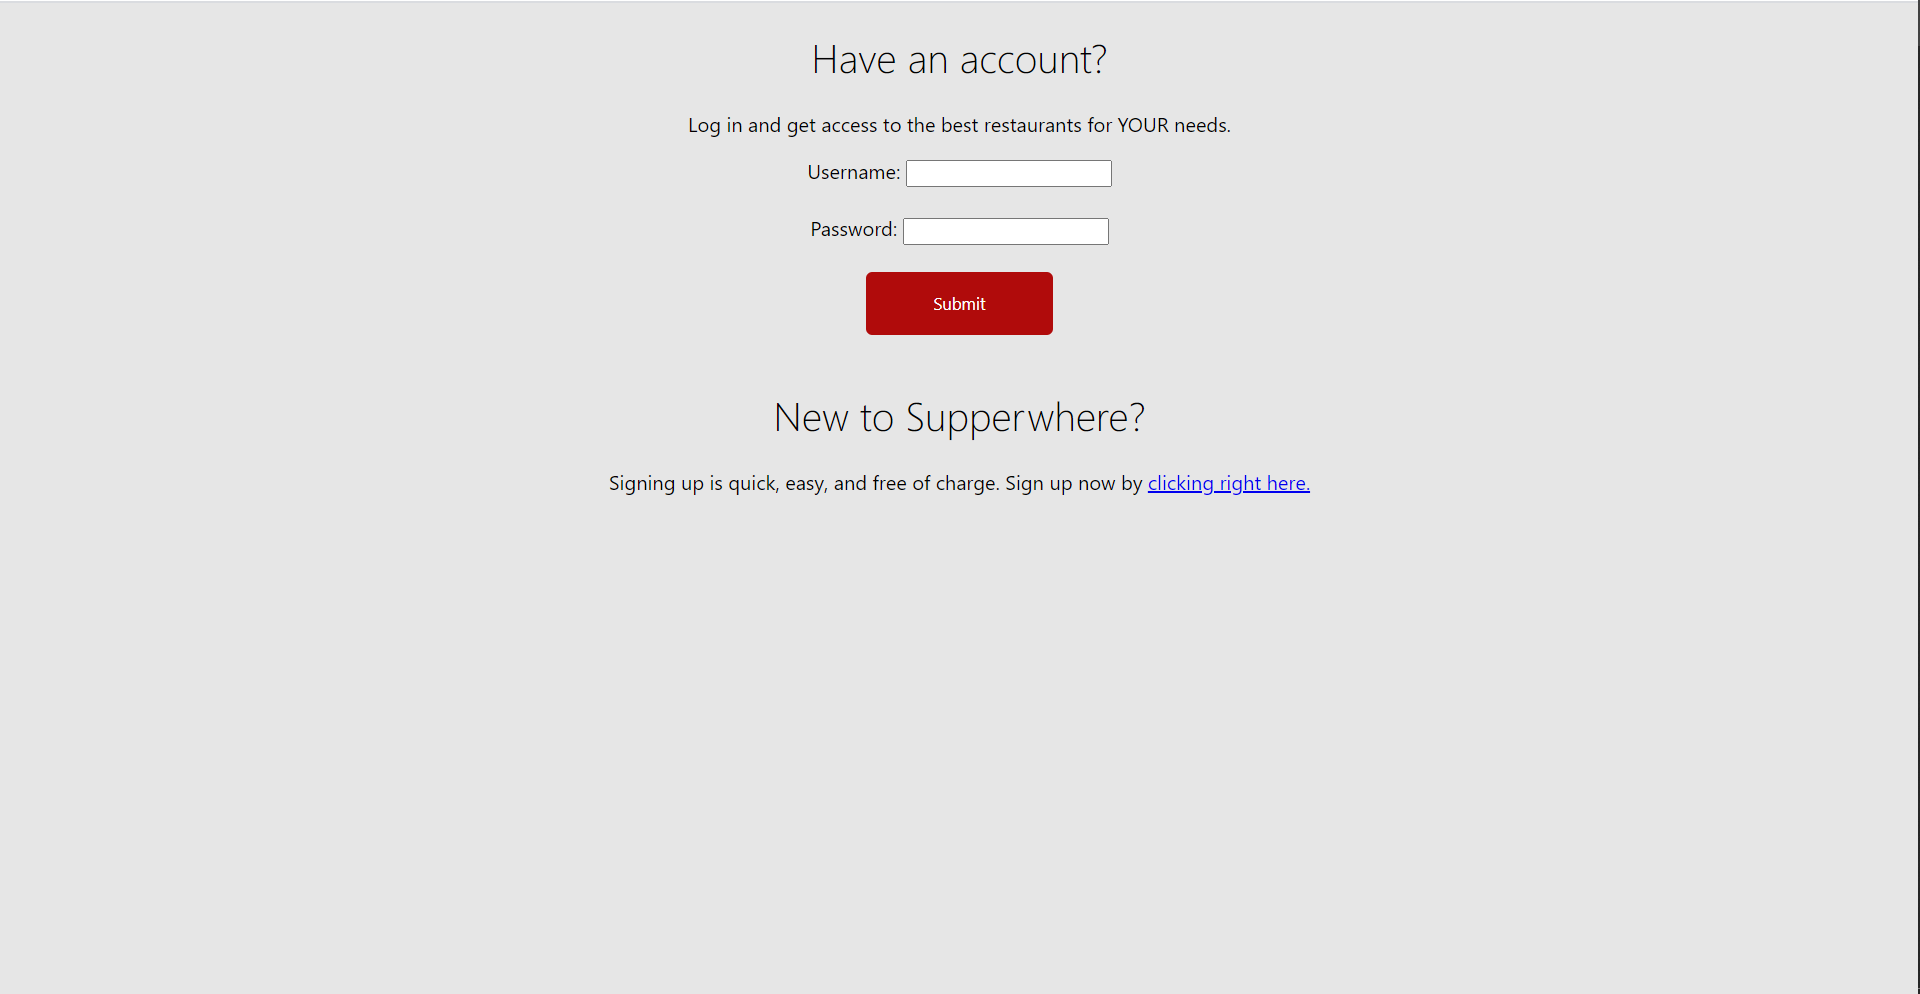 Have an account?
Log in and get access to the best restaurants for YOUR needs.
Username:
Password:
Submit
New to Supperwhere?
Signing up is quick, easy, and free of charge. Sign up now by clicking right here.